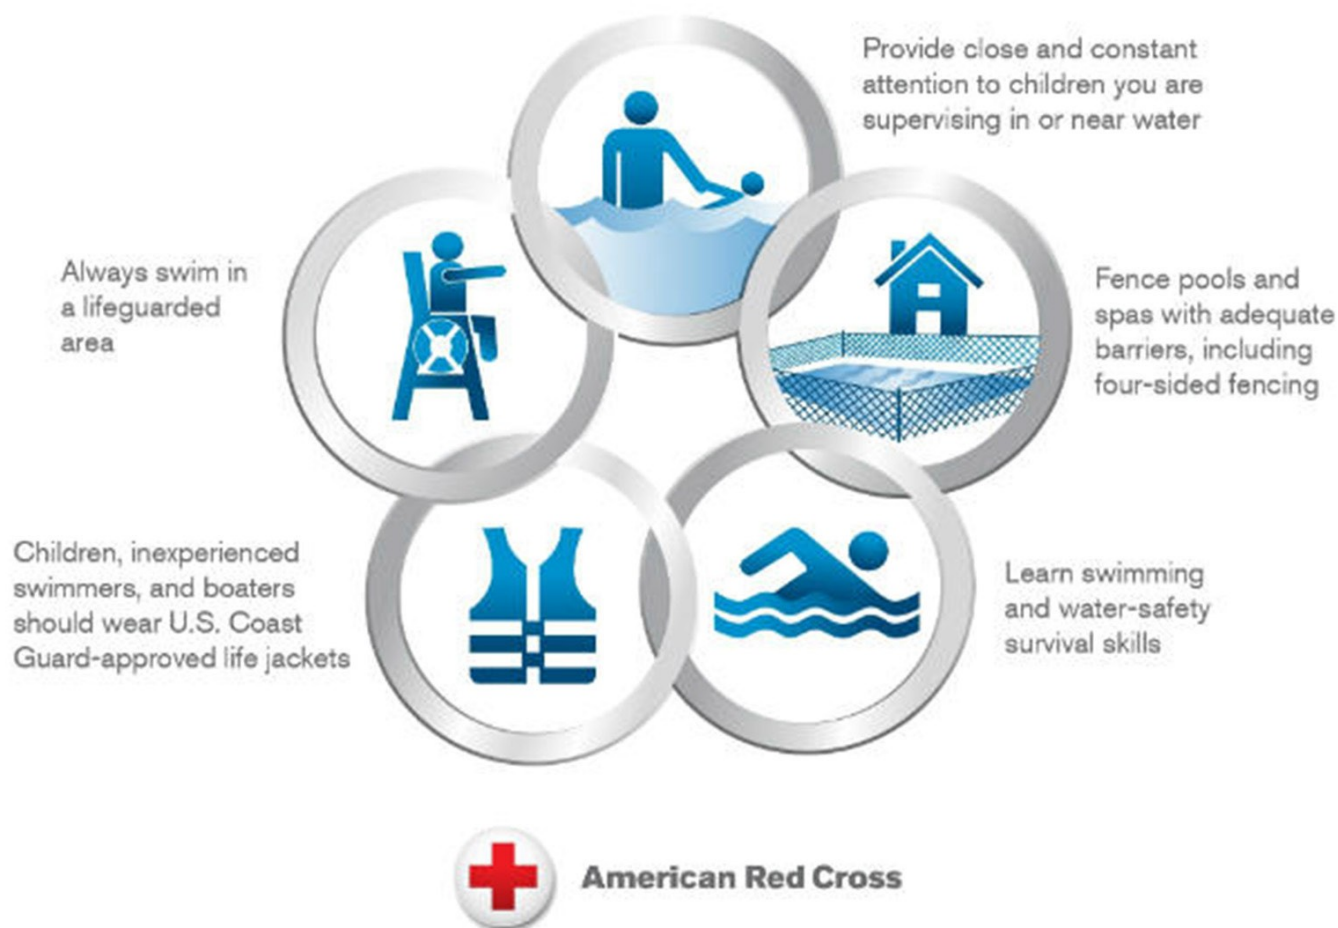 Provide close and constant
attention to children you are
supervising in or near water
Always swim in
a lifeguarded
area
Fence pools and
spas with adequate
barriers, including
four-sided fencing
Children, inexperienced
swimmers, and boaters
should wear U.S. Coast
Guard-approved life jackets
Learn swimming
and water-safety
survival skills
American Red Cross